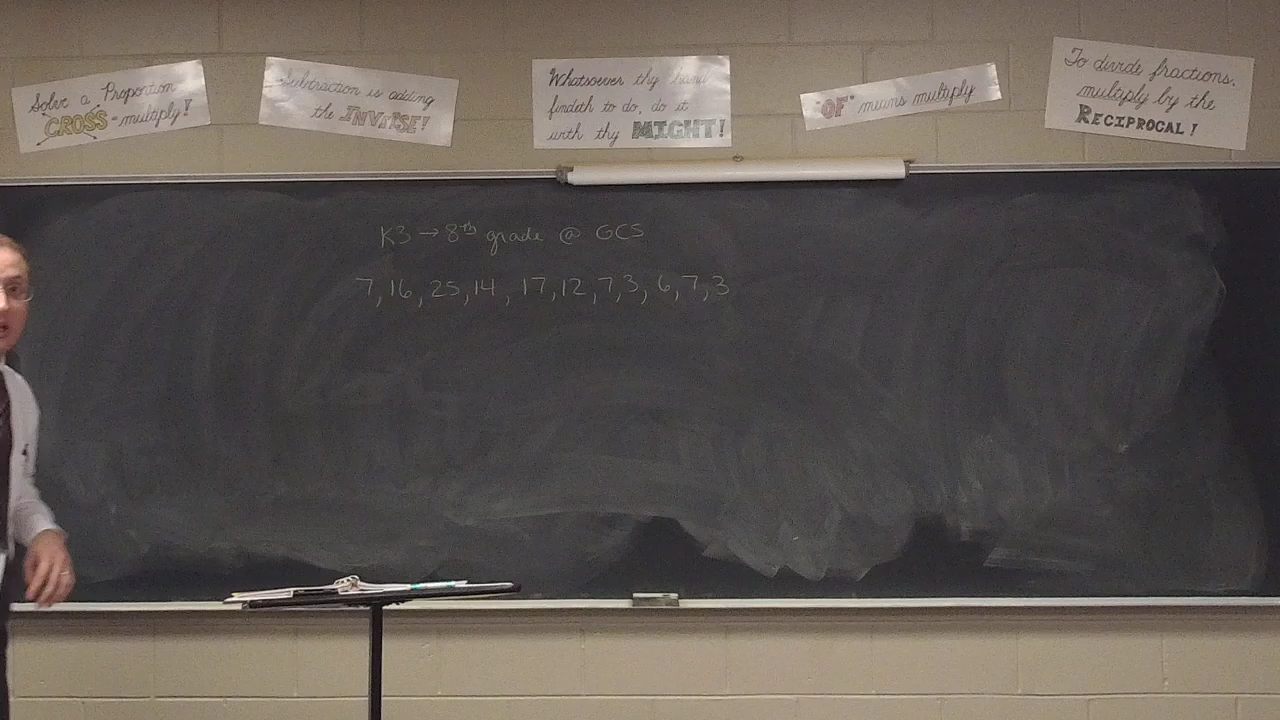 Solve a Proportion
CROSS-multiply!
Subtraction is adding
the INVERSE!
Whatsoever thy hand
findeth to do, do it
with thy MIGHT!
"OF" means multiply
To divide fractions,
multiply by the
RECIPROCAL!
K3 → 8th grade @ GCS
7, 16, 25, 14, 17, 12, 7, 3, 6, 7, 3